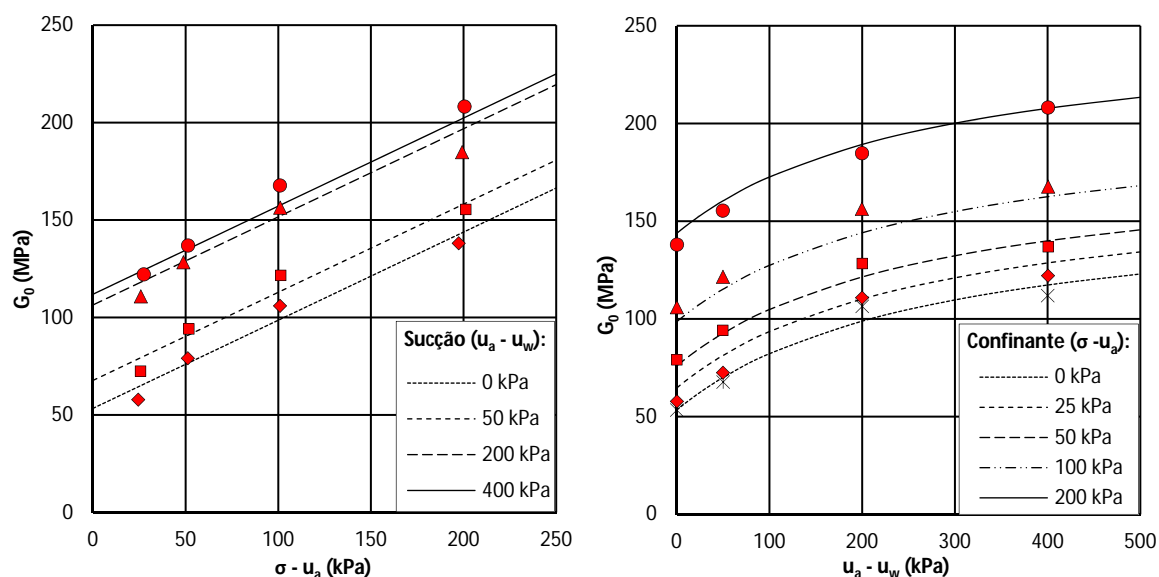 250
200
150
100
50
0
G0 (MPa)
0 50 100 150 200 250
σ - ua (kPa)
Sucção (ua - uw):
0 kPa
50 kPa
200 kPa
400 kPa
250
200
150
100
50
0
G0 (MPa)
0 100 200 300 400 500
ua - uw (kPa)
Confinante (σ -ua):
0 kPa
25 kPa
50 kPa
100 kPa
200 kPa